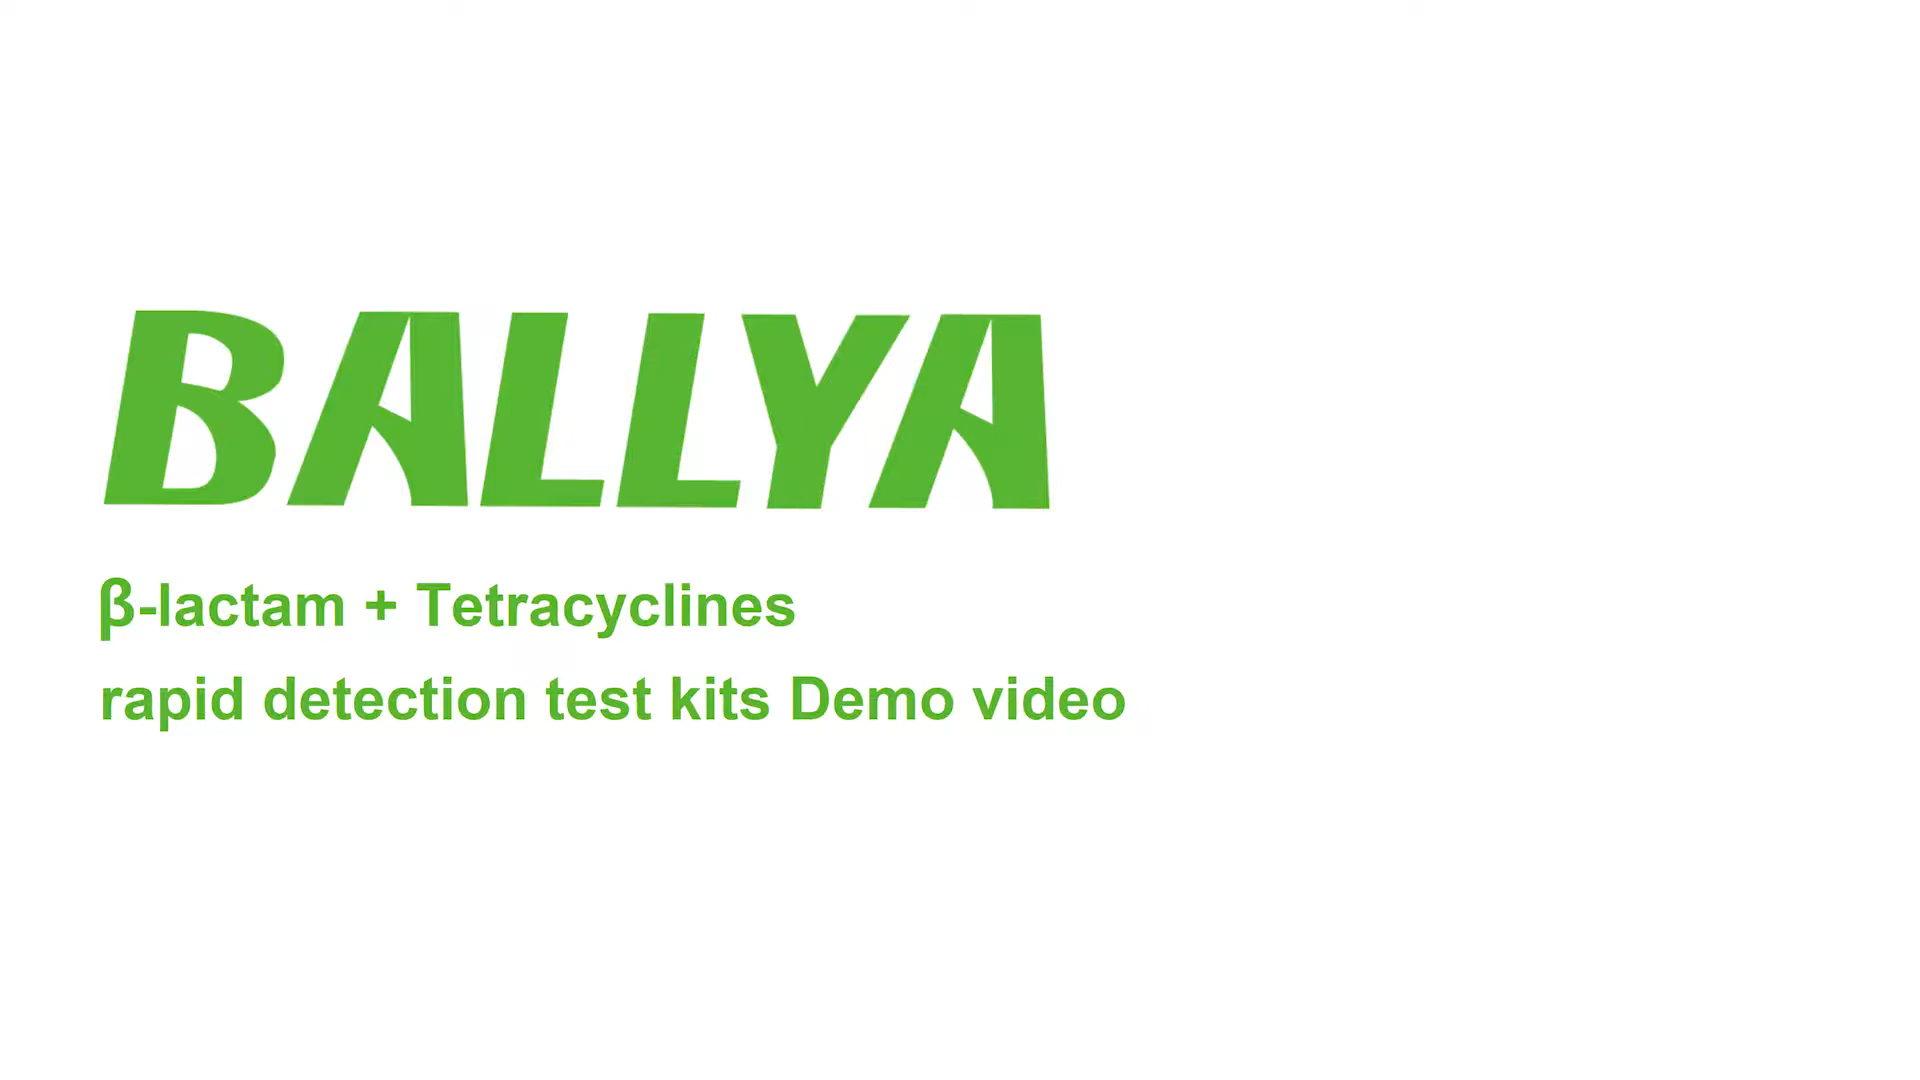 BALLYA
β-lactam + Tetracyclines
rapid detection test kits Demo video